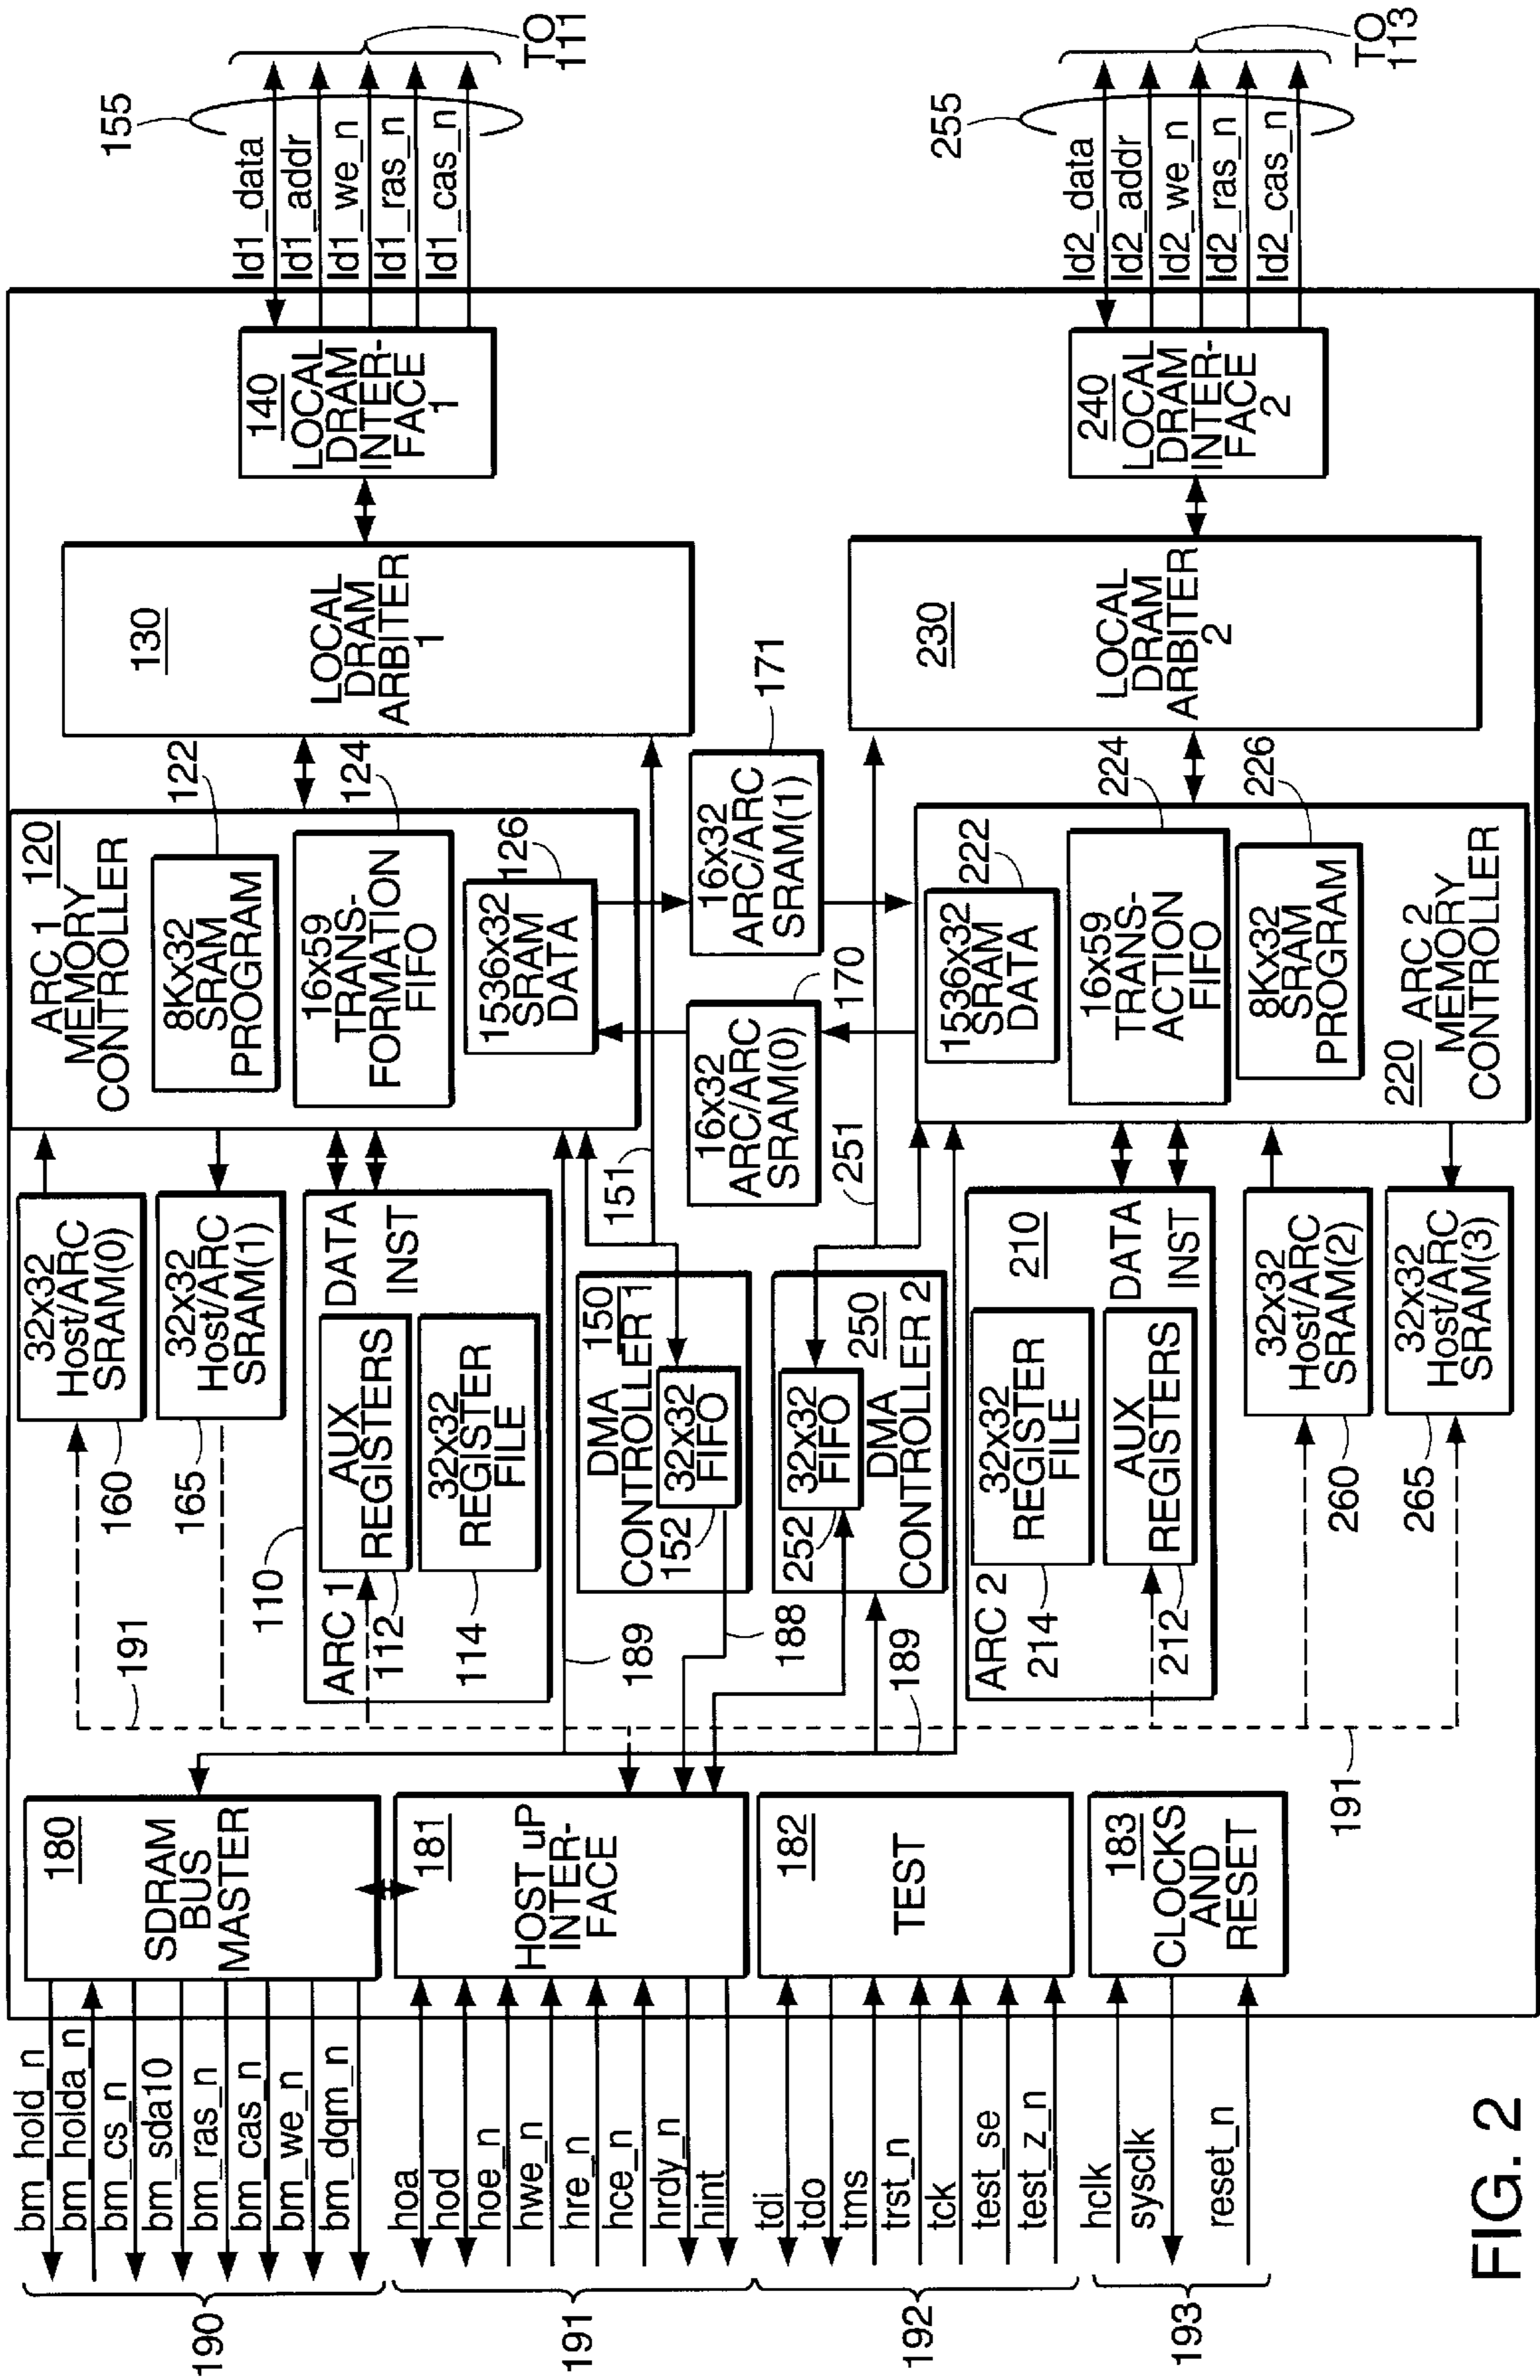 155
ld1_data
ld1_addr
ld1_we_n
ld1_ras_n
ld1_cas_n
TO
111
255
ld2_data
ld2_addr
ld2_we_n
ld2_ras_n
ld2_cas_n
TO
113
140
LOCAL
DRAM
INTER-
FACE
1
240
LOCAL
DRAM
INTER-
FACE
2
130
LOCAL
DRAM
ARBITER
1
230
LOCAL
DRAM
ARBITER
2
ARC 1
120
MEMORY
CONTROLLER
122
8Kx32
SRAM
PROGRAM
124
16x59
TRANS-
FORMATION
FIFO
126
1536x32
SRAM
DATA
171
16x32
ARC/ARC
SRAM(1)
170
16x32
ARC/ARC
SRAM(0)
222
1536x32
SRAM
DATA
224
16x59
TRANS-
ACTION
FIFO
226
8Kx32
SRAM
PROGRAM
220
ARC 2
MEMORY
CONTROLLER
32x32
Host/ARC
SRAM(0)
160
32x32
Host/ARC
SRAM(1)
165
110
ARC 1
DATA
INST
AUX
REGISTERS
112
32x32
REGISTER
FILE
114
151
DMA
CONTROLLER 1
150
32x32
FIFO
152
251
32x32
FIFO
252
250
DMA
CONTROLLER 2
210
ARC 2
DATA
INST
32x32
REGISTER
FILE
214
AUX
REGISTERS
212
32x32
Host/ARC
SRAM(2)
260
32x32
Host/ARC
SRAM(3)
265
191
189
188
189
191
180
SDRAM
BUS
MASTER
181
HOST uP
INTER-
FACE
182
TEST
183
CLOCKS
AND
RESET
bm_hold_n
bm_holda_n
bm_cs_n
bm_sda10
bm_ras_n
bm_cas_n
bm_we_n
bm_dqm_n
190
hoa
hod
hoe_n
hwe_n
hre_n
hce_n
hrdy_n
hint
191
tdi
tdo
tms
trst_n
tck
test_se
test_z_n
192
hclk
sysclk
reset_n
193
FIG. 2